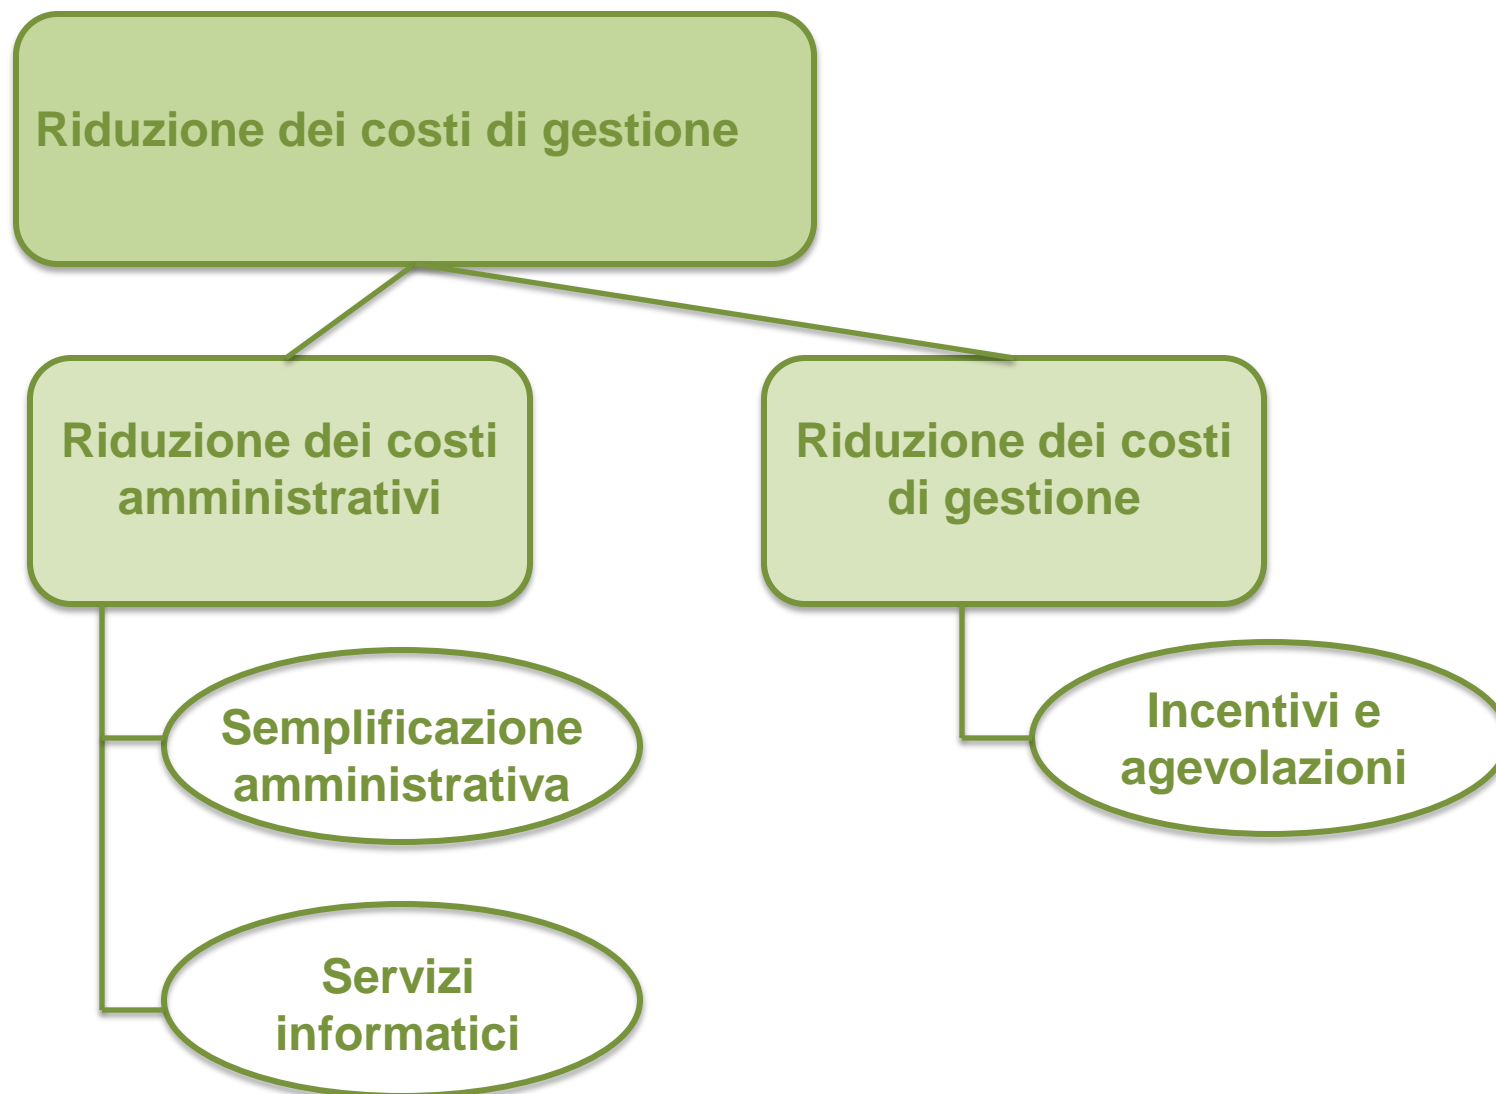 Riduzione dei costi di gestione
Riduzione dei costi
amministrativi
Riduzione dei costi
di gestione
Semplificazione
amministrativa
Incentivi e
agevolazioni
Servizi
informatici